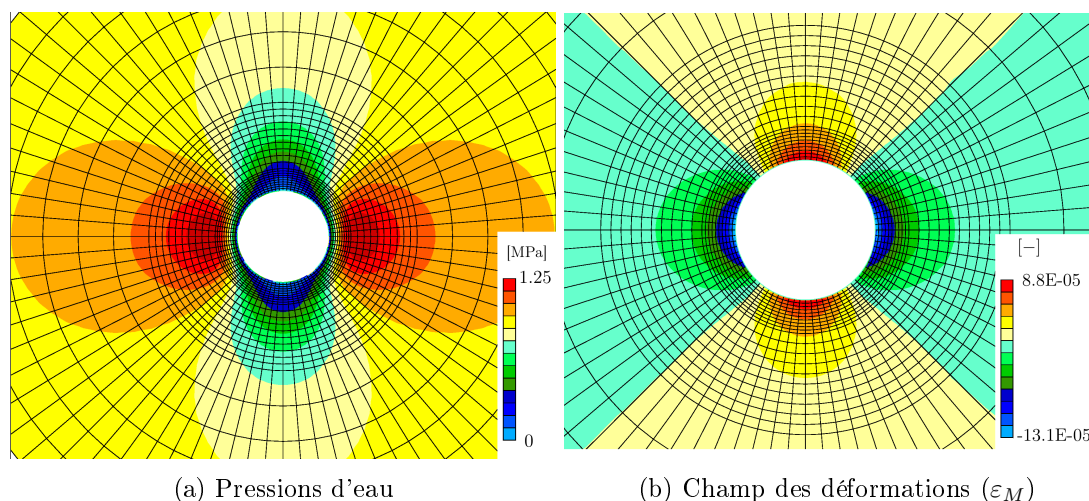 [MPa]
1.25
0
[−]
8.8E-05
-13.1E-05
(a) Pressions d'eau
(b) Champ des déformations (εM)